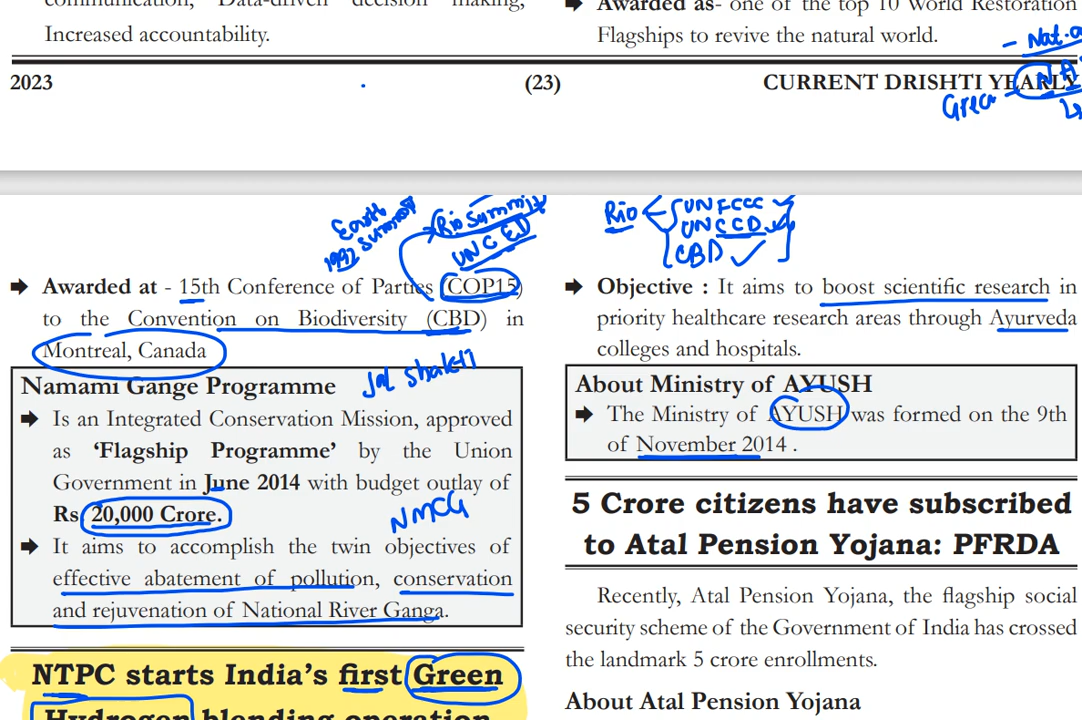 communication, Data-driven decision making,
Increased accountability.
Awarded as- one of the top 10 World Restoration
Flagships to revive the natural world.
2023
(23)
CURRENT DRISHTI YEARLY
Green
Earth
Summit
1992
Rio Summit
UNCED
➡ Awarded at - 15th Conference of Parties (COP15)
to the Convention on Biodiversity (CBD) in
Montreal, Canada
Jal Shakti
Namami Gange Programme
➡ Is an Integrated Conservation Mission, approved
as ‘Flagship Programme’ by the Union
Government in June 2014 with budget outlay of
Rs 20,000 Crore.
NMCG
➡ It aims to accomplish the twin objectives of
effective abatement of pollution, conservation
and rejuvenation of National River Ganga.
NTPC starts India’s first Green
Hydrogen blending operation
Rio
UNFCCC
UNCCD
CBD
➡ Objective : It aims to boost scientific research in
priority healthcare research areas through Ayurveda
colleges and hospitals.
About Ministry of AYUSH
➡ The Ministry of AYUSH was formed on the 9th
of November 2014 .
5 Crore citizens have subscribed
to Atal Pension Yojana: PFRDA
Recently, Atal Pension Yojana, the flagship social
security scheme of the Government of India has crossed
the landmark 5 crore enrollments.
About Atal Pension Yojana